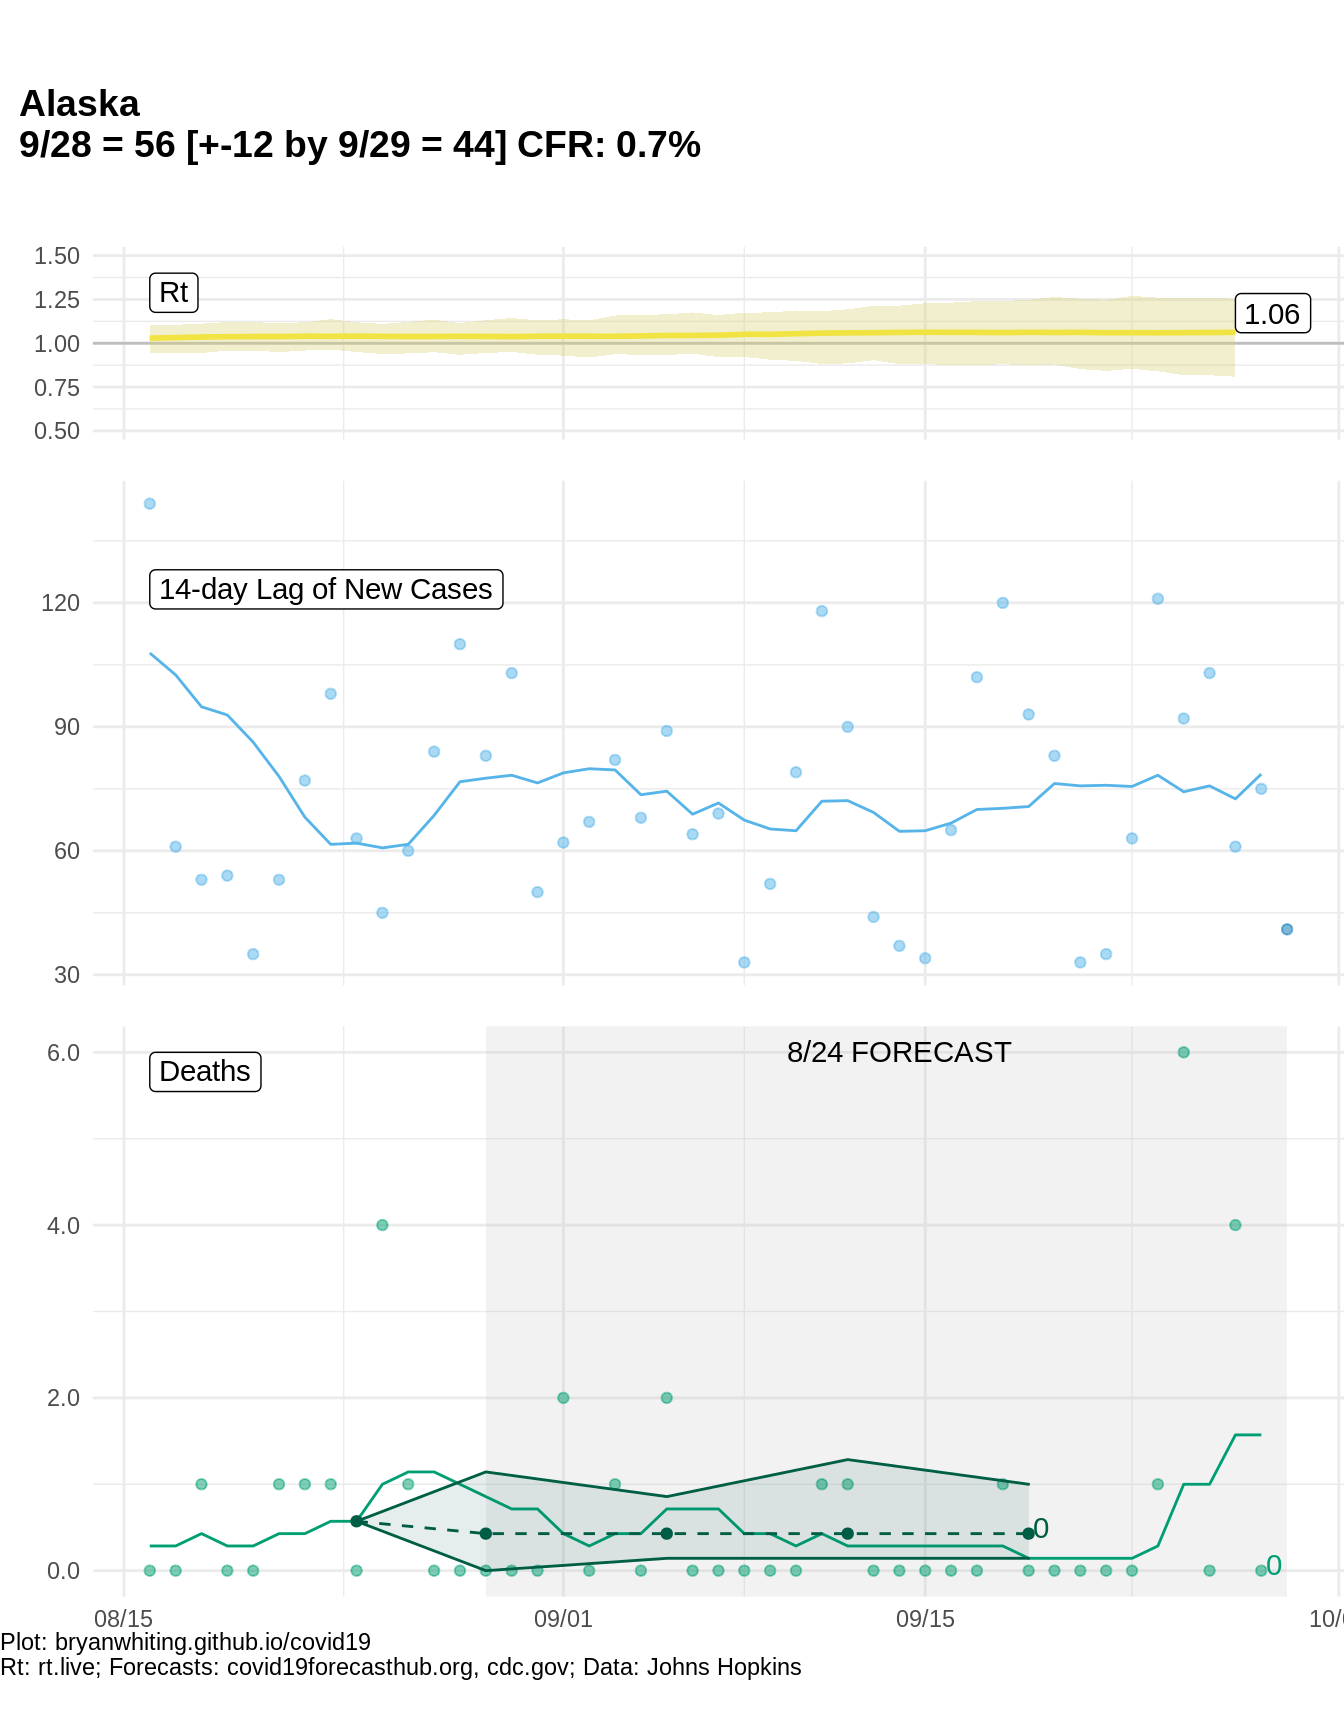 Alaska
9/28 = 56 [+-12 by 9/29 = 44] CFR: 0.7%
1.50
1.25
1.00
0.75
0.50
Rt
1.06
120
90
60
30
14-day Lag of New Cases
6.0
4.0
2.0
0.0
Deaths
8/24 FORECAST
0
0
08/15
09/01
09/15
Plot: bryanwhiting.github.io/covid19
Rt: rt.live; Forecasts: covid19forecasthub.org, cdc.gov; Data: Johns Hopkins